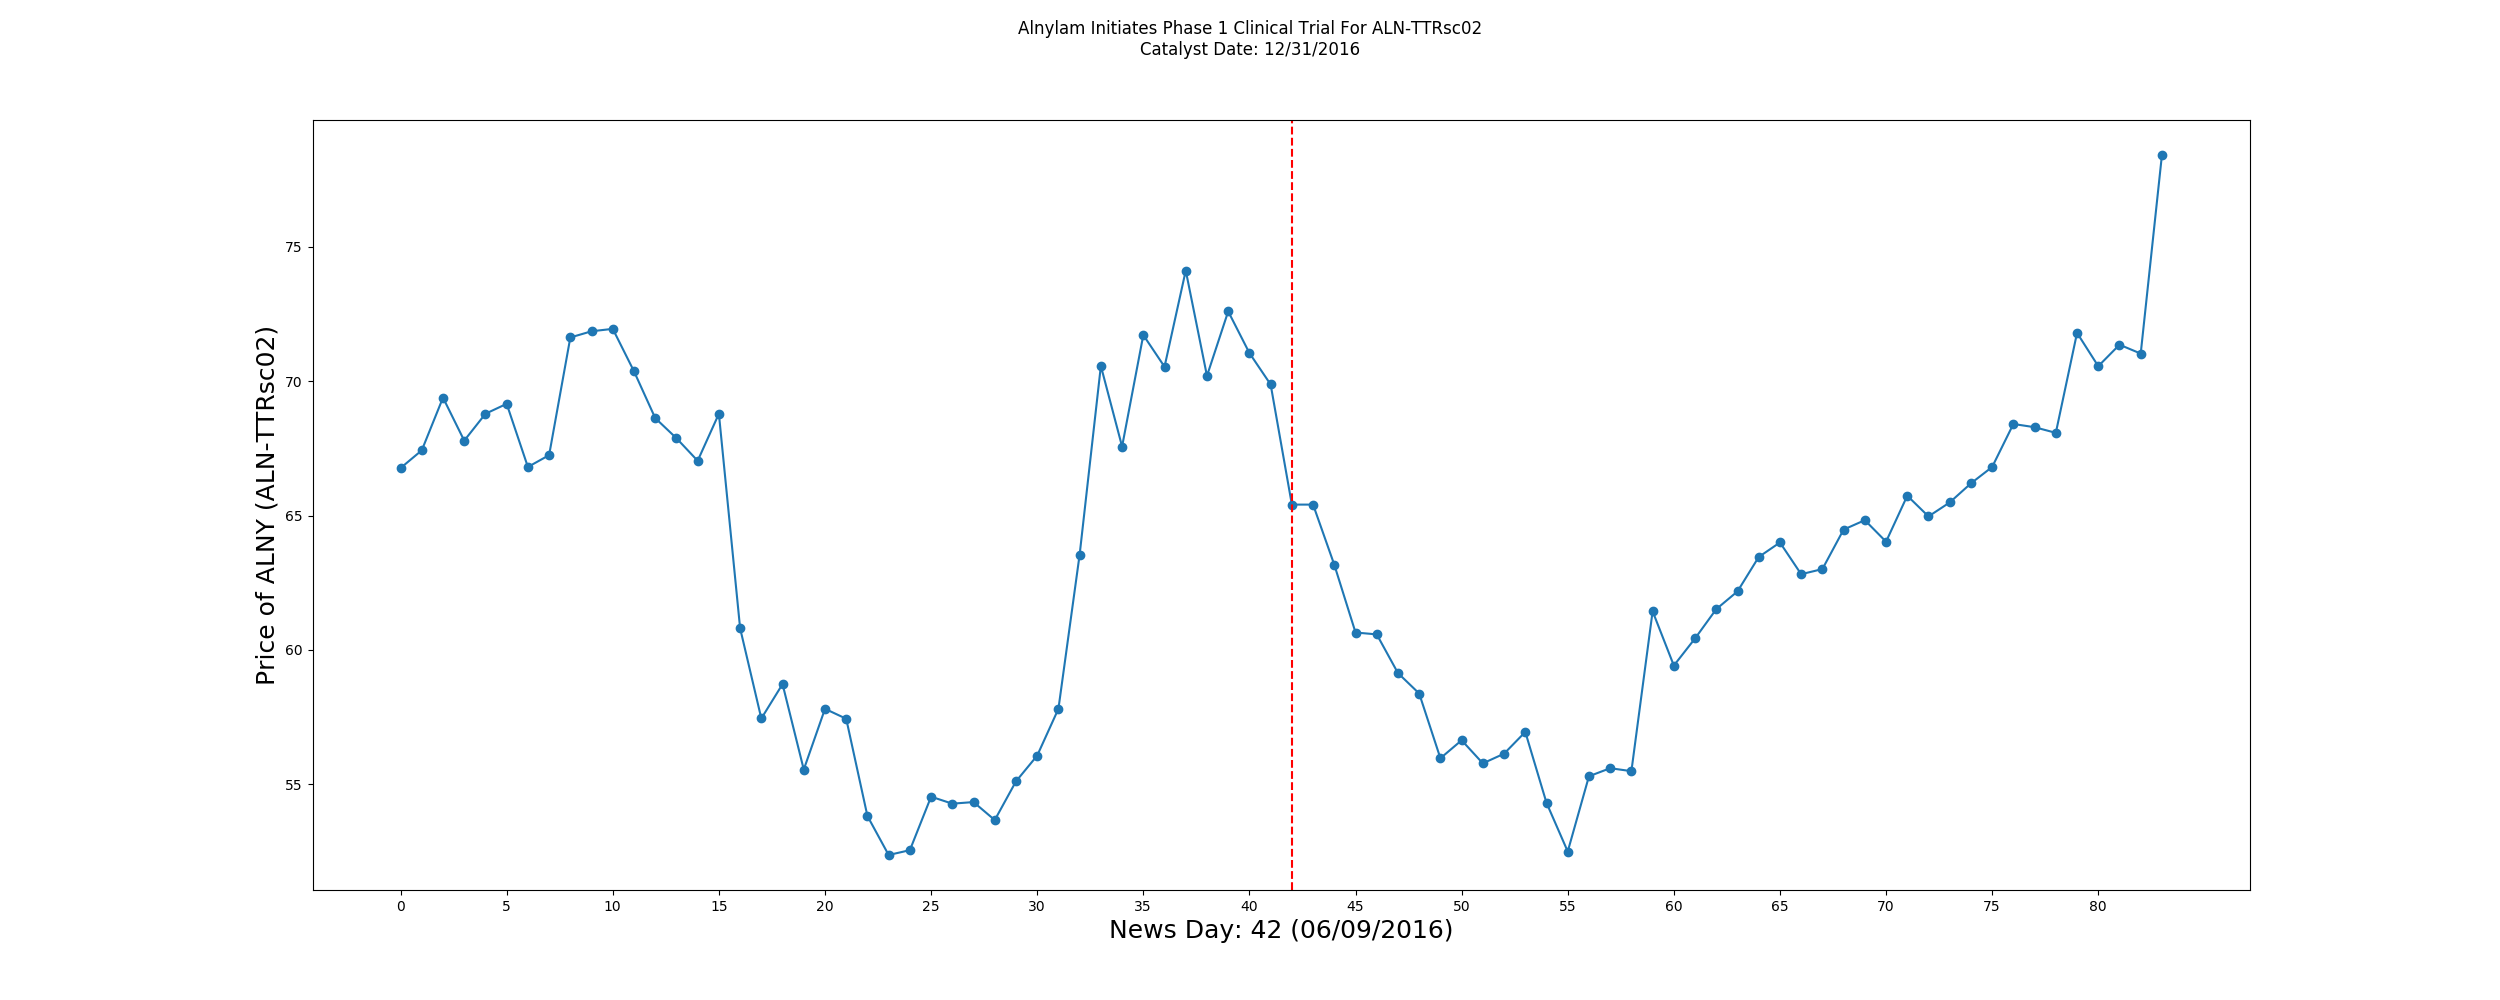 Alnylam Initiates Phase 1 Clinical Trial For ALN-TTRsc02
Catalyst Date: 12/31/2016
Price of ALNY (ALN-TTRsc02)
75
70
65
60
55
0 5 10 15 20 25 30 35 40 45 50 55 60 65 70 75 80
News Day: 42 (06/09/2016)